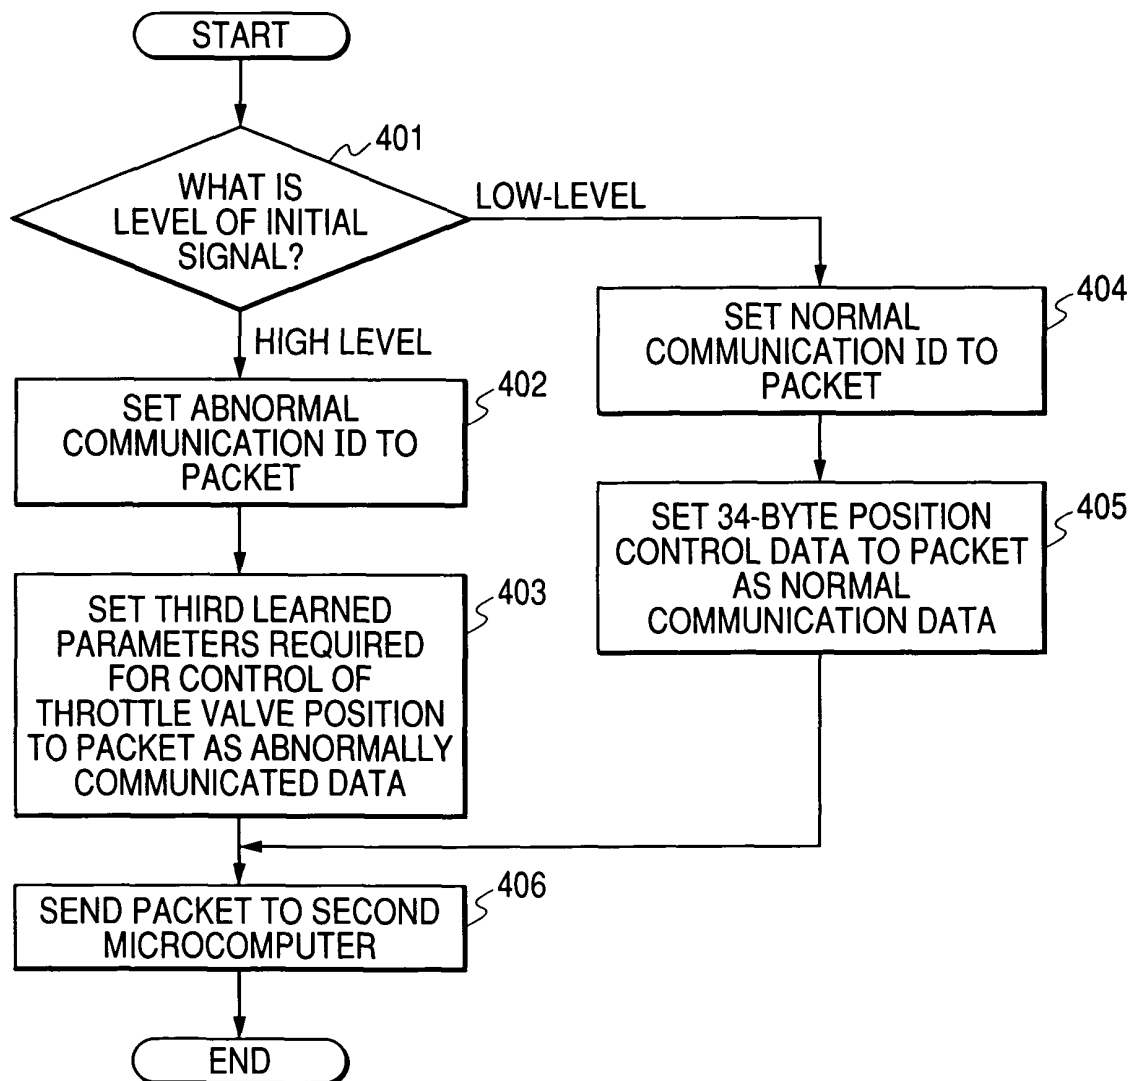 START
401
WHAT IS
LEVEL OF INITIAL
SIGNAL?
LOW-LEVEL
HIGH LEVEL
402
SET ABNORMAL
COMMUNICATION ID TO
PACKET
403
SET THIRD LEARNED
PARAMETERS REQUIRED
FOR CONTROL OF
THROTTLE VALVE POSITION
TO PACKET AS ABNORMALLY
COMMUNICATED DATA
404
SET NORMAL
COMMUNICATION ID TO
PACKET
405
SET 34-BYTE POSITION
CONTROL DATA TO PACKET
AS NORMAL
COMMUNICATION DATA
406
SEND PACKET TO SECOND
MICROCOMPUTER
END